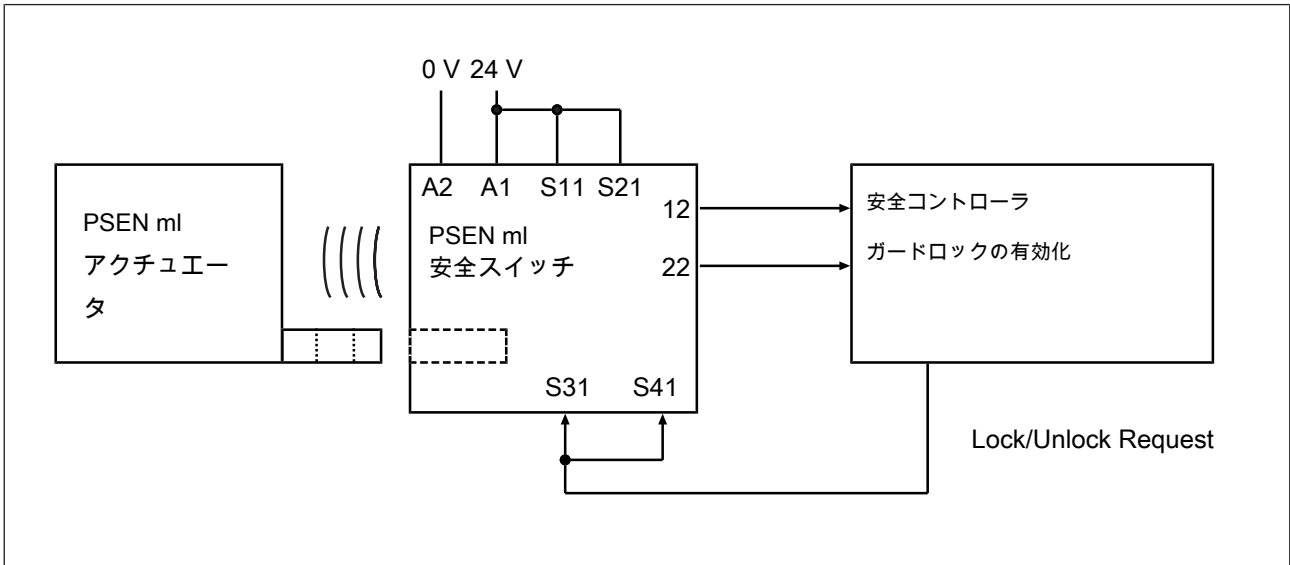 0 V 24 V
A2 A1 S11 S21
12
22
PSEN ml
アクチュエー
タ
PSEN ml
安全スイッチ
安全コントローラ
ガードロックの有効化
S31 S41
Lock/Unlock Request